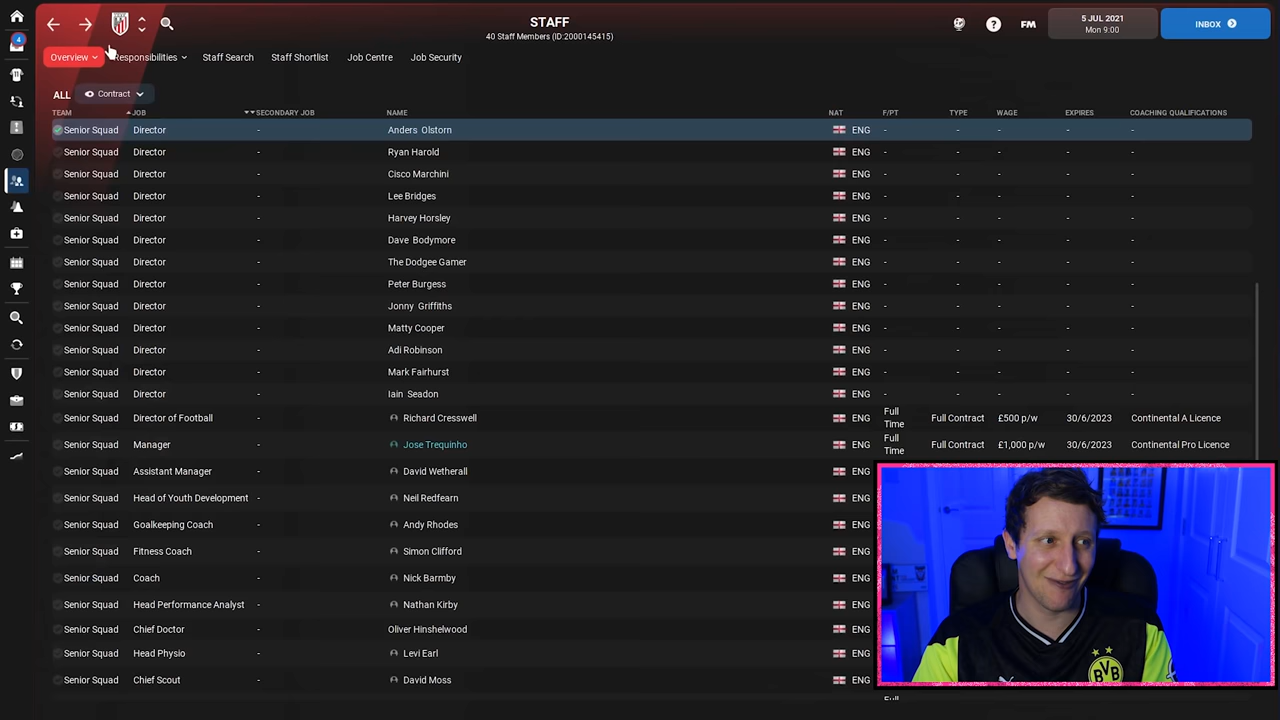 STAFF
40 Staff Members (ID:2000145415)
FM
5 JUL 2021
Mon 9:00
INBOX
4
Overview
Responsibilities
Staff Search
Staff Shortlist
Job Centre
Job Security
ALL
Contract
TEAM JOB SECONDARY JOB NAME NAT F/PT TYPE WAGE EXPIRES COACHING QUALIFICATIONS
Senior Squad Director - Anders Olstorn ENG - - - - -
Senior Squad Director - Ryan Harold ENG - - - - -
Senior Squad Director - Cisco Marchini ENG - - - - -
Senior Squad Director - Lee Bridges ENG - - - - -
Senior Squad Director - Harvey Horsley ENG - - - - -
Senior Squad Director - Dave Bodymore ENG - - - - -
Senior Squad Director - The Dodgee Gamer ENG - - - - -
Senior Squad Director - Peter Burgess ENG - - - - -
Senior Squad Director - Jonny Griffiths ENG - - - - -
Senior Squad Director - Matty Cooper ENG - - - - -
Senior Squad Director - Adi Robinson ENG - - - - -
Senior Squad Director - Mark Fairhurst ENG - - - - -
Senior Squad Director - Iain Seadon ENG - - - - -
Senior Squad Director of Football - Richard Cresswell ENG Full Time Full Contract £500 p/w 30/6/2023 Continental A Licence
Senior Squad Manager - Jose Trequinho ENG Full Time Full Contract £1,000 p/w 30/6/2023 Continental Pro Licence
Senior Squad Assistant Manager - David Wetherall ENG
Senior Squad Head of Youth Development - Neil Redfearn ENG
Senior Squad Goalkeeping Coach - Andy Rhodes ENG
Senior Squad Fitness Coach - Simon Clifford ENG
Senior Squad Coach - Nick Barmby ENG
Senior Squad Head Performance Analyst - Nathan Kirby ENG
Senior Squad Chief Doctor - Oliver Hinshelwood ENG
Senior Squad Head Physio - Levi Earl ENG
Senior Squad Chief Scout - David Moss ENG
BVB
09